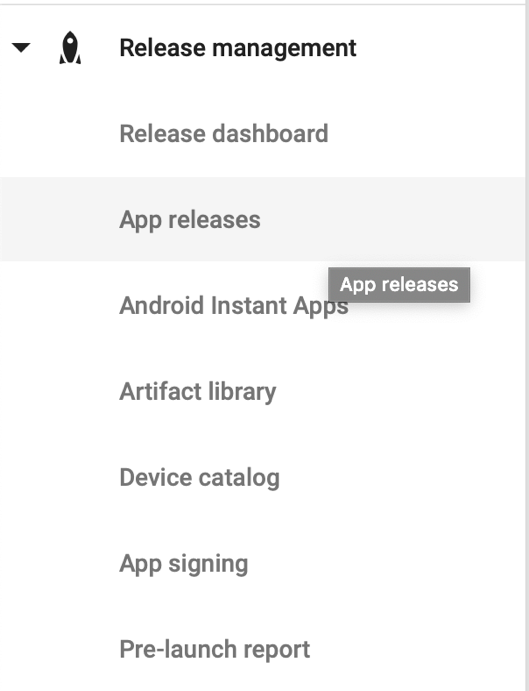 Release management
Release dashboard
App releases
App releases
Android Instant Apps
Artifact library
Device catalog
App signing
Pre-launch report